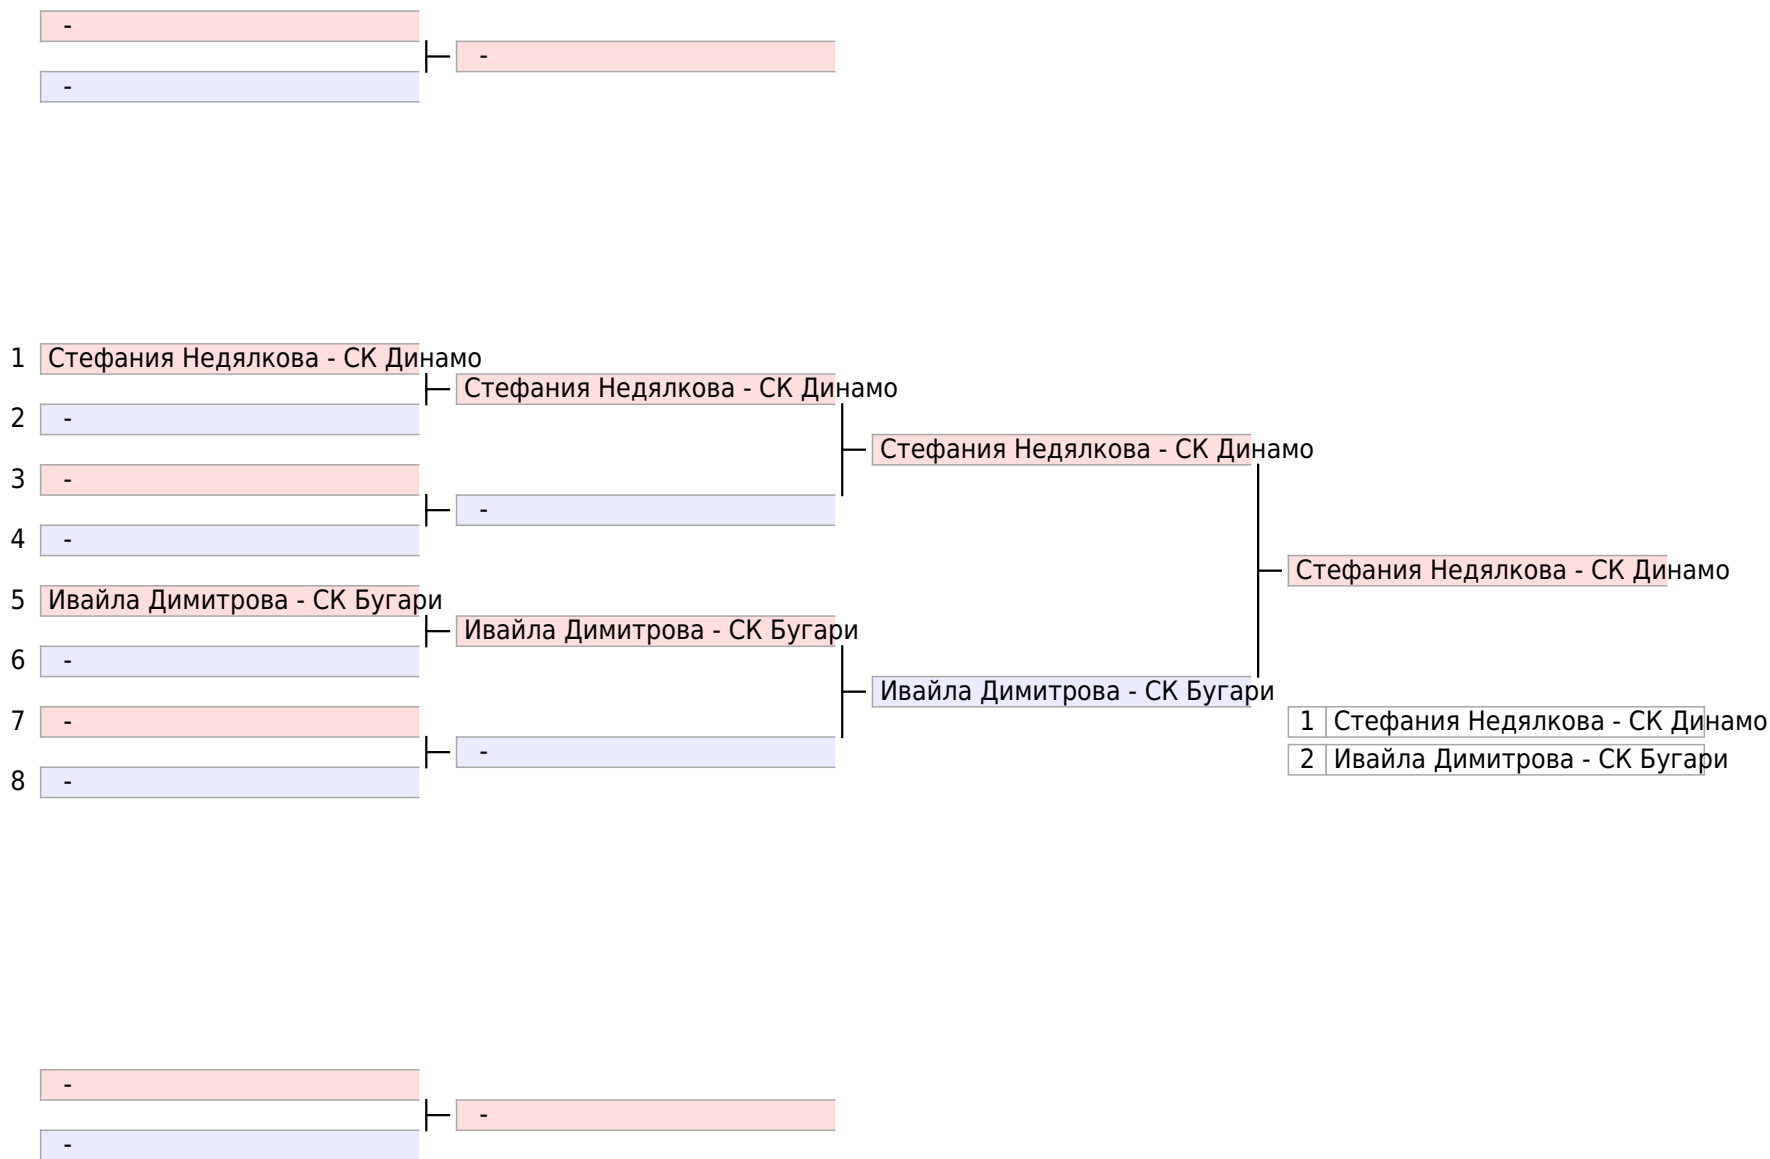 -
-
-
1 Стефания Недялкова - СК Динамо
Стефания Недялкова - СК Динамо
2 -
Стефания Недялкова - СК Динамо
3 -
-
4 -
Стефания Недялкова - СК Динамо
5 Ивайла Димитрова - СК Бугари
Ивайла Димитрова - СК Бугари
6 -
Ивайла Димитрова - СК Бугари
7 -
1 Стефания Недялкова - СК Динамо
-
2 Ивайла Димитрова - СК Бугари
8 -
-
-
-